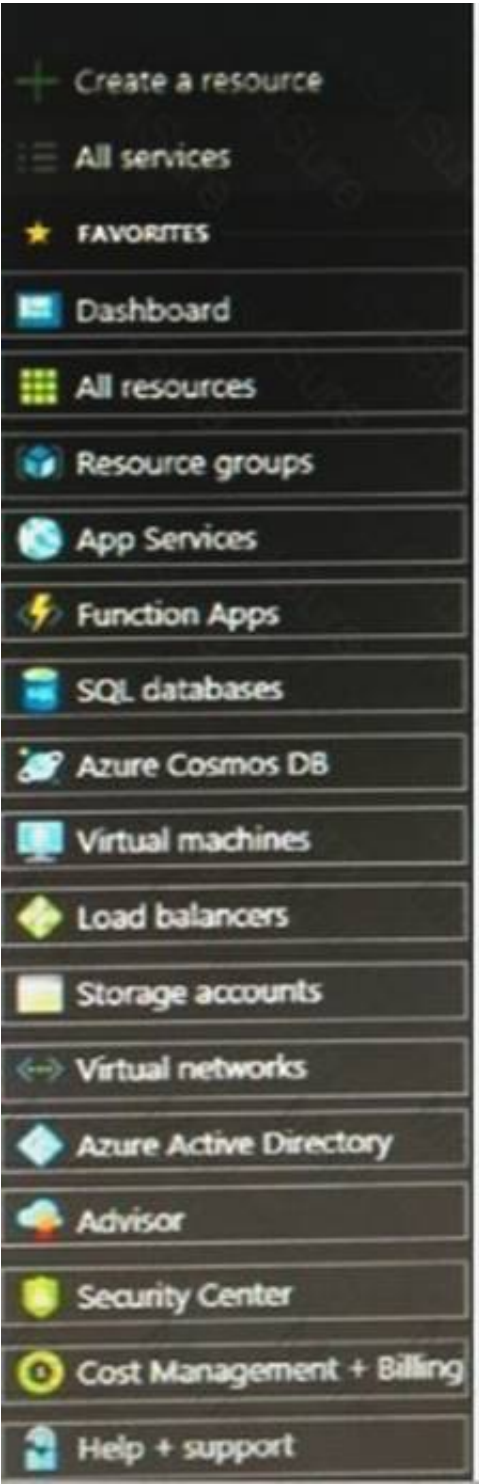 Create a resource
All services
FAVORITES
Dashboard
All resources
Resource groups
App Services
Function Apps
SQL databases
Azure Cosmos DB
Virtual machines
Load balancers
Storage accounts
Virtual networks
Azure Active Directory
Advisor
Security Center
Cost Management + Billing
Help + support